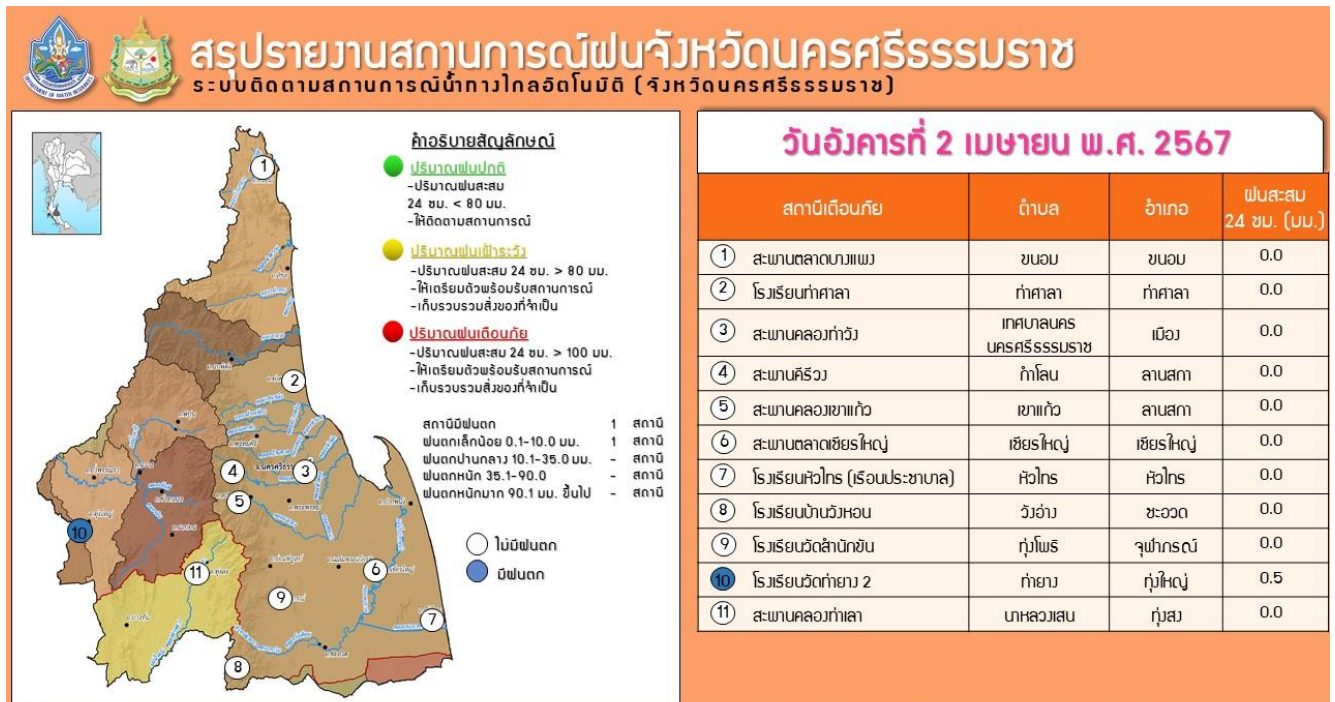 สรุปรายงานสถานการณ์ฝนจังหวัดนครศรีธรรมราช
ระบบติดตามสถานการณ์น้ำทางไกลอัตโนมัติ (จังหวัดนครศรีธรรมราช)
คำอธิบายสัญลักษณ์
ปริมาณฝนปกติ
-ปริมาณฝนสะสม
24 ชม. < 80 มม.
-ให้ติดตามสถานการณ์
ปริมาณฝนเฝ้าระวัง
-ปริมาณฝนสะสม 24 ชม. > 80 มม.
-ให้เตรียมตัวพร้อมรับสถานการณ์
-เก็บรวบรวมสิ่งของที่จำเป็น
ปริมาณฝนเตือนภัย
-ปริมาณฝนสะสม 24 ชม. > 100 มม.
-ให้เตรียมตัวพร้อมรับสถานการณ์
-เก็บรวบรวมสิ่งของที่จำเป็น
สถานีมีฝนตก 1 สถานี
ฝนตกเล็กน้อย 0.1-10.0 มม. 1 สถานี
ฝนตกปานกลาง 10.1-35.0 มม. - สถานี
ฝนตกหนัก 35.1-90.0 - สถานี
ฝนตกหนักมาก 90.1 มม. ขึ้นไป - สถานี
ไม่มีฝนตก
มีฝนตก
1
2
3
4
5
6
7
8
9
10
11
วันอังคารที่ 2 เมษายน พ.ศ. 2567
สถานีเตือนภัย ตำบล อำเภอ ฝนสะสม
24 ชม. (มม.)
1 สะพานตลาดบางแพง ขนอม ขนอม 0.0
2 โรงเรียนท่าศาลา ท่าศาลา ท่าศาลา 0.0
3 สะพานคลองท่าวัง เทศบาลนคร
นครศรีธรรมราช เมือง 0.0
4 สะพานคีรีวง กำโลน ลานสกา 0.0
5 สะพานคลองเขาแก้ว เขาแก้ว ลานสกา 0.0
6 สะพานตลาดเชียรใหญ่ เชียรใหญ่ เชียรใหญ่ 0.0
7 โรงเรียนหัวไทร (เรือนประชาบาล) หัวไทร หัวไทร 0.0
8 โรงเรียนบ้านวังหอน วังอ่าง ชะอวด 0.0
9 โรงเรียนวัดสำนักขัน ทุ่งโพธิ จุฬาภรณ์ 0.0
10 โรงเรียนวัดท่ายาง 2 ท่ายาง ทุ่งใหญ่ 0.5
11 สะพานคลองท่าเลา นาหลวงเสน ทุ่งสง 0.0